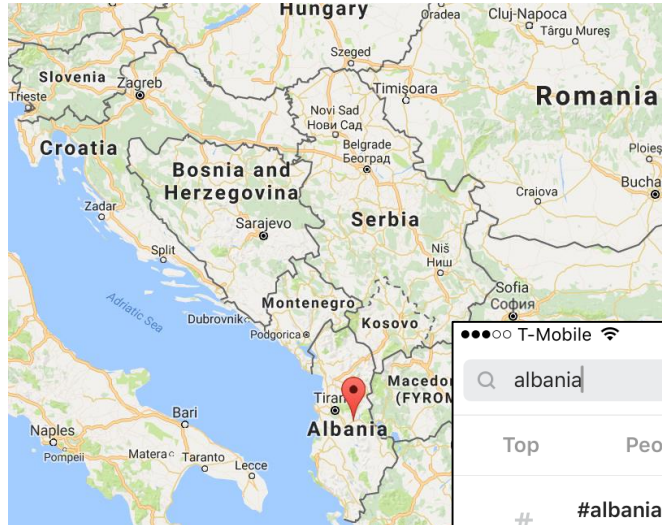 Hungary
Oradea
Cluj-Napoca
Târgu Mureș
Szeged
Slovenia
Zagreb
Trieste
Timișoara
Romania
Novi Sad
Нови Сад
Croatia
Belgrade
Београд
Ploieș
Bosnia and
Herzegovina
Bucha
Craiova
Zadar
Sarajevo
Serbia
Split
Niš
Ниш
Adriatic Sea
Sofia
София
Montenegro
Dubrovnik
Kosovo
Podgorica
●●●○○ T-Mobile
Macedo
(FYROM
albania
Tiran
Bari
Albania
Naples
Pompeii
Matera
Taranto
Lecce
Top
Peo
#
#albania